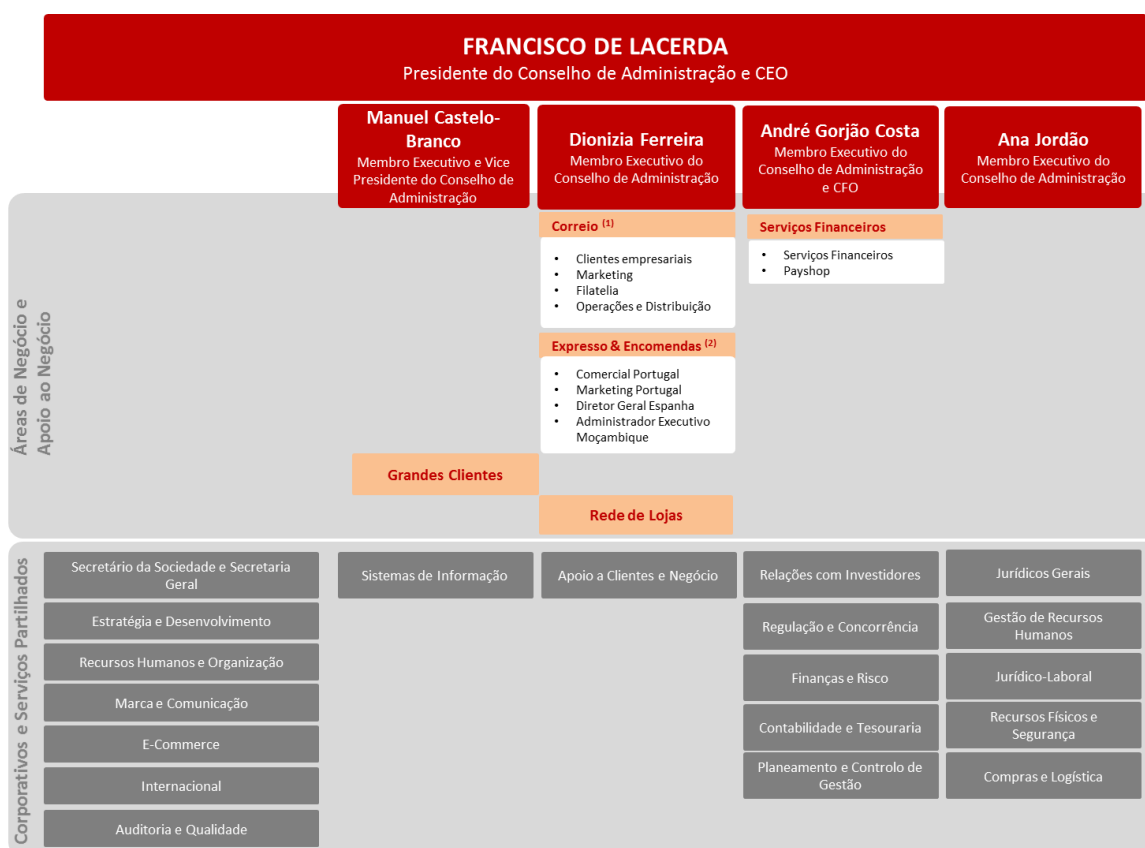 FRANCISCO DE LACERDA
Presidente do Conselho de Administração e CEO
Manuel Castelo-
Branco
Membro Executivo e Vice
Presidente do Conselho de
Administração
Dionizia Ferreira
Membro Executivo do
Conselho de Administração
André Gorjão Costa
Membro Executivo do
Conselho de Administração
e CFO
Ana Jordão
Membro Executivo do
Conselho de Administração
Áreas de Negócio e
Apoio ao Negócio
Correio (1)
• Clientes empresariais
• Marketing
• Filatelia
• Operações e Distribuição
Serviços Financeiros
• Serviços Financeiros
• Payshop
Expresso & Encomendas (2)
• Comercial Portugal
• Marketing Portugal
• Diretor Geral Espanha
• Administrador Executivo
Moçambique
Grandes Clientes
Rede de Lojas
Corporativos e Serviços Partilhados
Secretário da Sociedade e Secretaria
Geral
Estratégia e Desenvolvimento
Recursos Humanos e Organização
Marca e Comunicação
E-Commerce
Internacional
Auditoria e Qualidade
Sistemas de Informação
Apoio a Clientes e Negócio
Relações com Investidores
Regulação e Concorrência
Finanças e Risco
Contabilidade e Tesouraria
Planeamento e Controlo de
Gestão
Jurídicos Gerais
Gestão de Recursos
Humanos
Jurídico-Laboral
Recursos Físicos e
Segurança
Compras e Logística